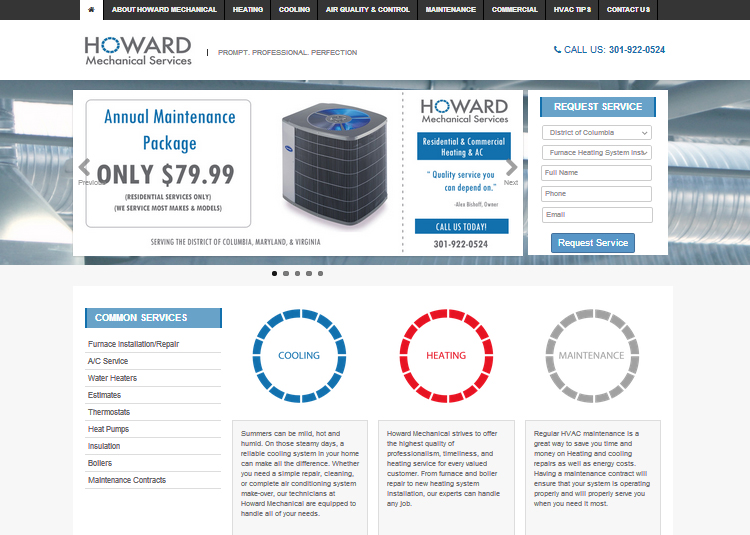 ABOUT HOWARD MECHANICAL HEATING COOLING AIR QUALITY & CONTROL MAINTENANCE COMMERCIAL HVAC TIPS CONTACT US
HOWARD
Mechanical Services
PROMPT. PROFESSIONAL. PERFECTION
CALL US: 301-922-0524
Annual Maintenance
Package
ONLY $79.99
(RESIDENTIAL SERVICES ONLY)
(WE SERVICE MOST MAKES & MODELS)
SERVING THE DISTRICT OF COLUMBIA, MARYLAND, & VIRGINIA
Previous
HOWARD
Mechanical Services
Residential & Commercial
Heating & AC
" Quality service you
can depend on."
-Alex Bishoff, Owner
CALL US TODAY!
301-922-0524
Next
REQUEST SERVICE
District of Columbia
Furnace Heating System Inst
Full Name
Phone
Email
Request Service
COMMON SERVICES
Furnace Installation/Repair
A/C Service
Water Heaters
Estimates
Thermostats
Heat Pumps
Insulation
Boilers
Maintenance Contracts
COOLING
Summers can be mild, hot and
humid. On those steamy days, a
reliable cooling system in your home
can make all the difference. Whether
you need a simple repair, cleaning,
or complete air conditioning system
make-over, our technicians at
Howard Mechanical are equipped to
handle all of your needs.
HEATING
Howard Mechanical strives to offer
the highest quality of
professionalism, timeliness, and
heating service for every valued
customer. From furnace and boiler
repair to new heating system
installation, our experts can handle
any job.
MAINTENANCE
Regular HVAC maintenance is a
great way to save you time and
money on Heating and cooling
repairs as well as energy costs.
Having a maintenance contract will
ensure that your system is operating
properly and will properly serve you
when you need it most.